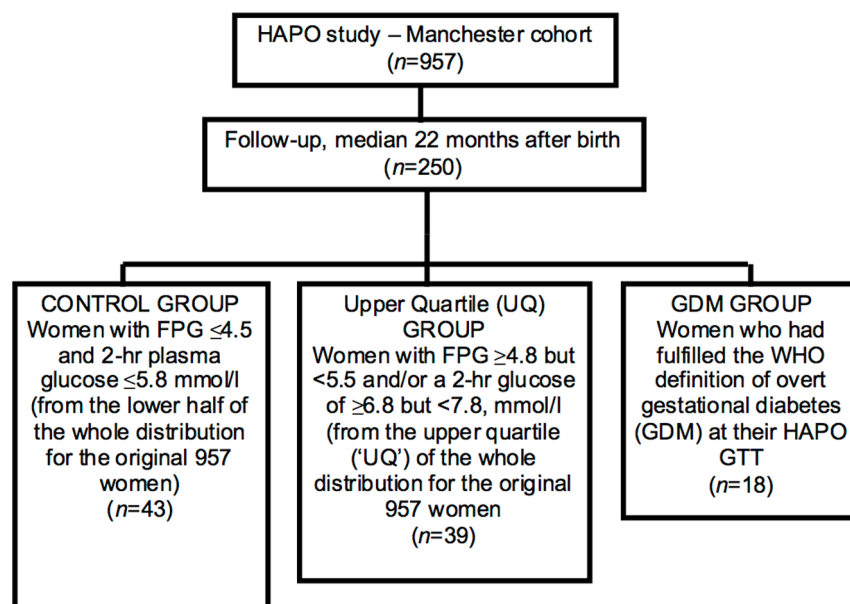 HAPO study – Manchester cohort
(n=957)
Follow-up, median 22 months after birth
(n=250)
CONTROL GROUP
Women with FPG ≤4.5
and 2-hr plasma
glucose ≤5.8 mmol/l
(from the lower half of
the whole distribution
for the original 957
women)
(n=43)
Upper Quartile (UQ)
GROUP
Women with FPG ≥4.8 but
<5.5 and/or a 2-hr glucose
of ≥6.8 but <7.8, mmol/l
(from the upper quartile
(‘UQ’) of the whole
distribution for the original
957 women
(n=39)
GDM GROUP
Women who had
fulfilled the WHO
definition of overt
gestational diabetes
(GDM) at their HAPO
GTT
(n=18)